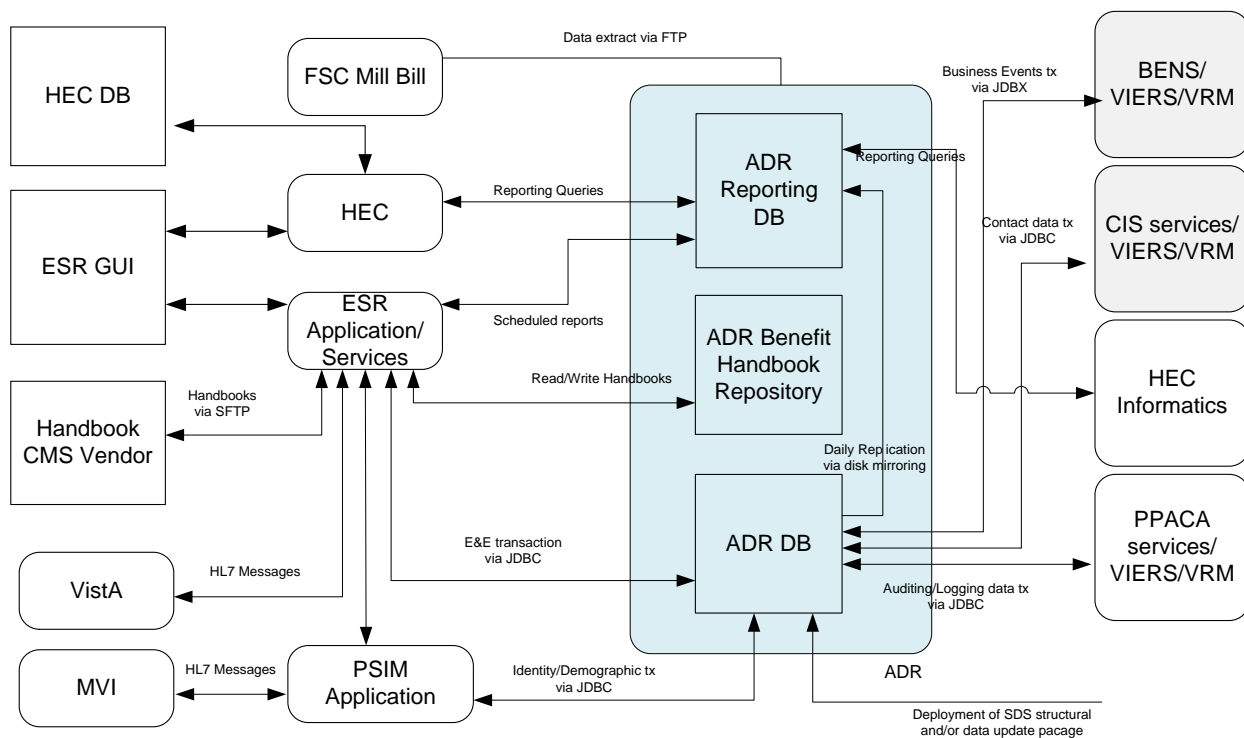 Data extract via FTP
HEC DB
FSC Mill Bill
Business Events tx
via JDBX
BENS/
VIERS/VRM
ADR
Reporting
DB
Reporting Queries
HEC
Reporting Queries
Contact data tx
via JDBC
CIS services/
VIERS/VRM
ESR GUI
ESR
Application/
Services
Scheduled reports
ADR Benefit
Handbook
Repository
Read/Write Handbooks
HEC
Informatics
Handbooks
via SFTP
Handbook
CMS Vendor
Daily Replication
via disk mirroring
ADR DB
PPACA
services/
VIERS/VRM
E&E transaction
via JDBC
VistA
HL7 Messages
Auditing/Logging data tx
via JDBC
MVI
HL7 Messages
PSIM
Application
Identity/Demographic tx
via JDBC
ADR
Deployment of SDS structural
and/or data update pacage